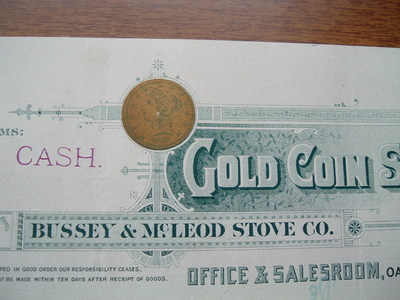 MS:
CASH.
GOLD COIN S
BUSSEY & McLEOD STOVE CO.
PED IN GOOD ORDER OUR RESPONSIBILITY CEASES.
BE MADE WITHIN TEN DAYS AFTER RECEIPT OF GOODS.
OFFICE & SALESROOM, OA